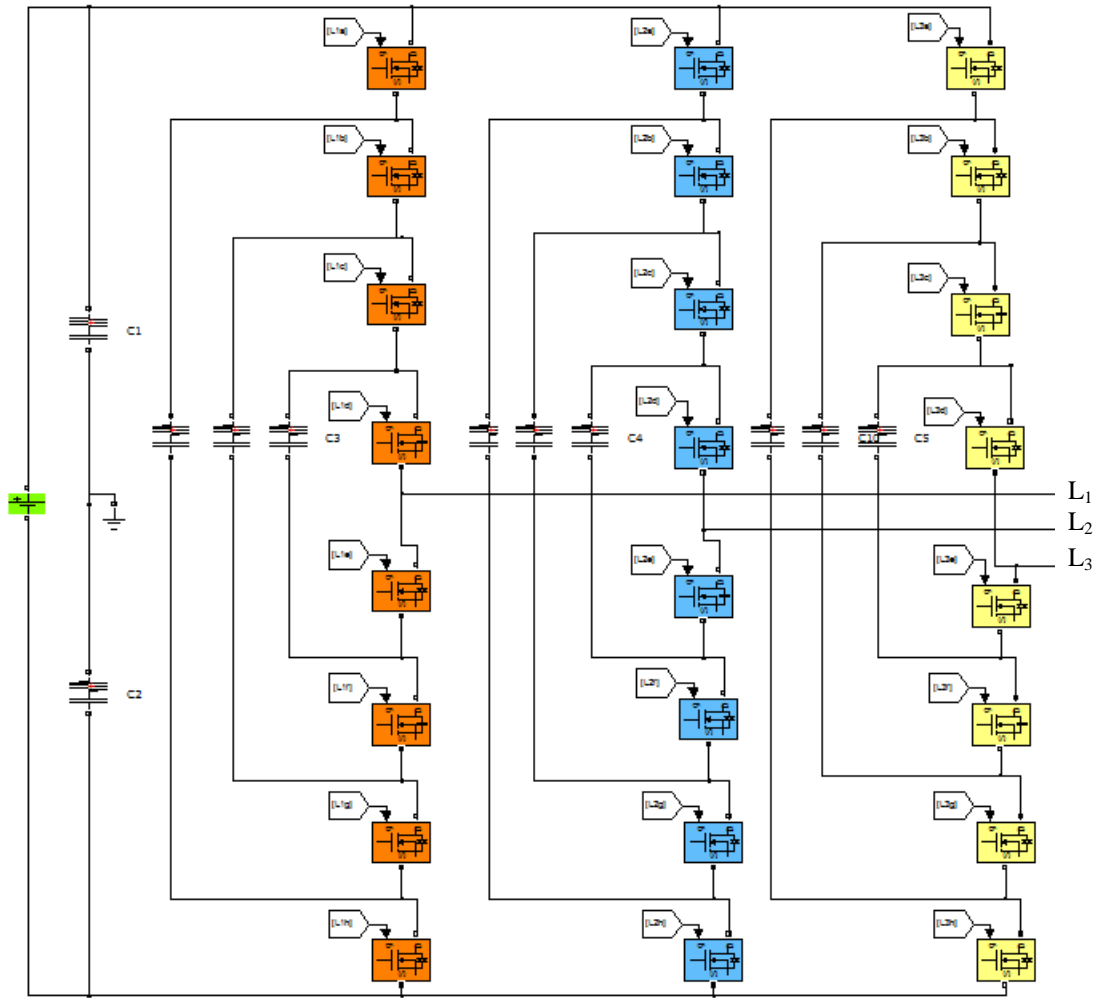 [L1a] [L2a] [L3a]
[L1b] [L2b] [L3b]
[L1c] [L2c] [L3c]
C1
[L1d] [L2d] [L3d]
C3 C4 C10 C5
L₁
L₂
L₃
[L1e] [L2e] [L3e]
C2
[L1f] [L2f] [L3f]
[L1g] [L2g] [L3g]
[L1h] [L2h] [L3h]